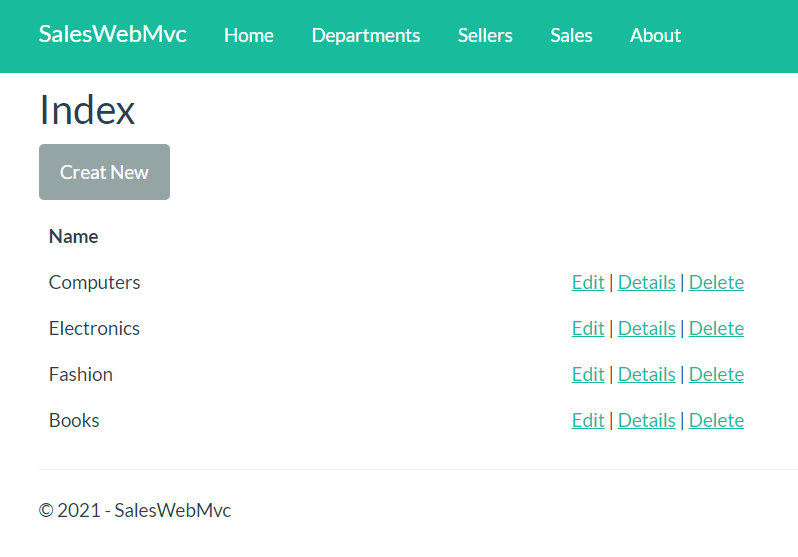 SalesWebMvc Home Departments Sellers Sales About
Index
Creat New
Name
Computers Edit | Details | Delete
Electronics Edit | Details | Delete
Fashion Edit | Details | Delete
Books Edit | Details | Delete
© 2021 - SalesWebMvc